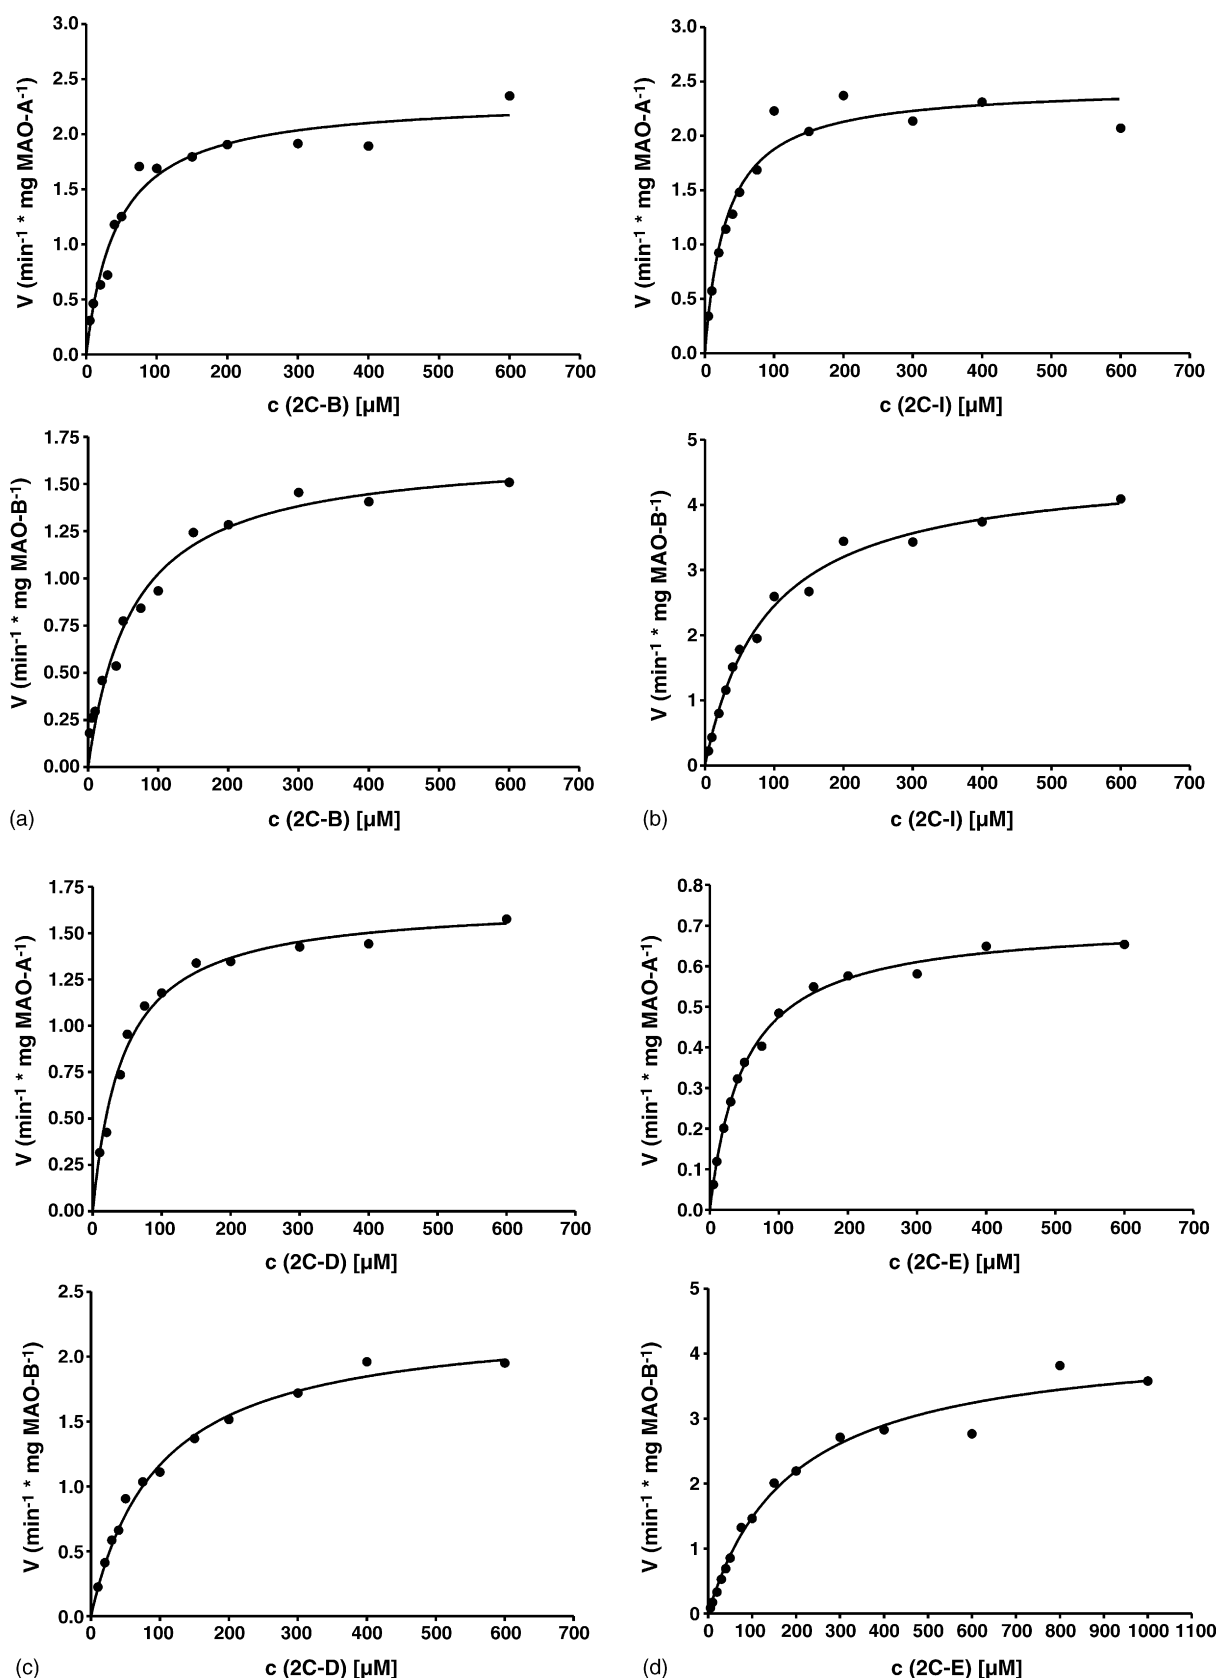 3.0
2.5
2.0
1.5
1.0
0.5
0.0
V (min-1 * mg MAO-A-1)
0 100 200 300 400 500 600 700
c (2C-B) [µM]
3.0
2.5
2.0
1.5
1.0
0.5
0.0
V (min-1 * mg MAO-A-1)
0 100 200 300 400 500 600 700
c (2C-I) [µM]
1.75
1.50
1.25
1.00
0.75
0.50
0.25
0.00
V (min-1 * mg MAO-B-1)
0 100 200 300 400 500 600 700
(a)
c (2C-B) [µM]
5
4
3
2
1
0
V (min-1 * mg MAO-B-1)
0 100 200 300 400 500 600 700
(b)
c (2C-I) [µM]
1.75
1.50
1.25
1.00
0.75
0.50
0.25
0.00
V (min-1 * mg MAO-A-1)
0 100 200 300 400 500 600 700
c (2C-D) [µM]
0.8
0.7
0.6
0.5
0.4
0.3
0.2
0.1
0.0
V (min-1 * mg MAO-A-1)
0 100 200 300 400 500 600 700
c (2C-E) [µM]
2.5
2.0
1.5
1.0
0.5
0.0
V (min-1 * mg MAO-B-1)
0 100 200 300 400 500 600 700
(c)
c (2C-D) [µM]
5
4
3
2
1
0
V (min-1 * mg MAO-B-1)
0 100 200 300 400 500 600 700 800 900 1000 1100
(d)
c (2C-E) [µM]